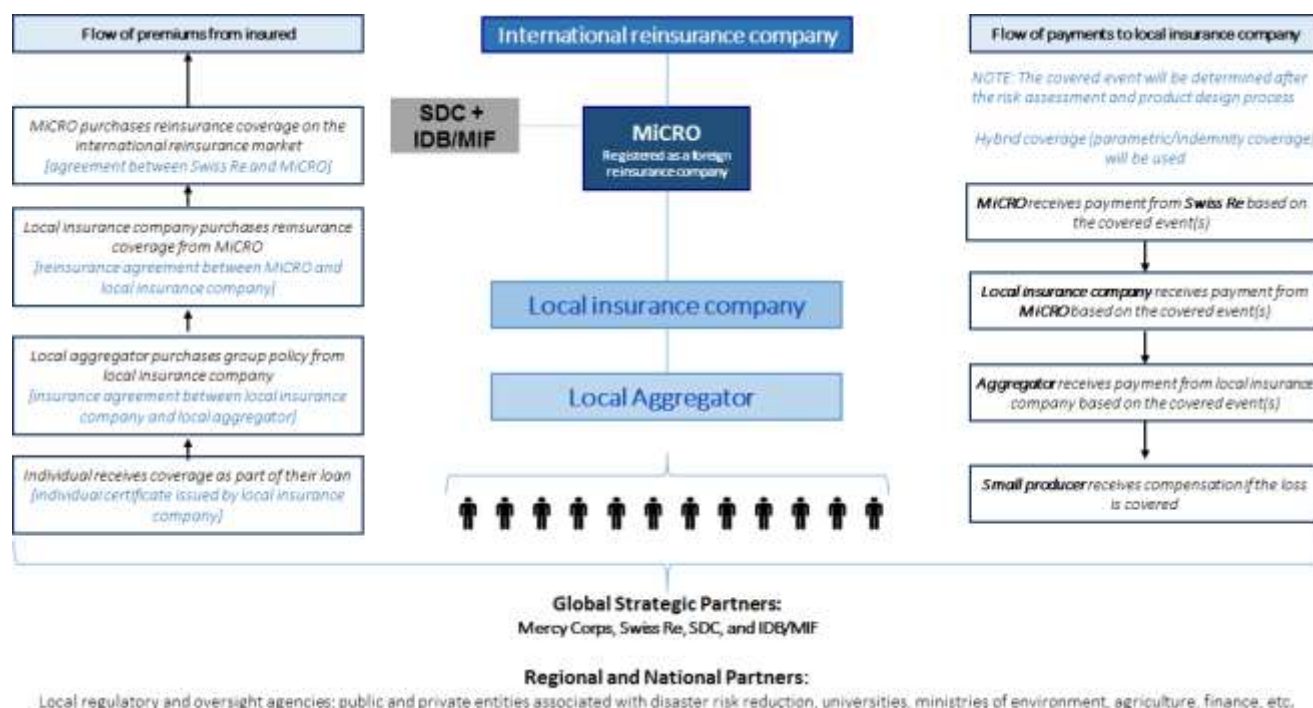 Flow of premiums from insured
MiCRO purchases reinsurance coverage on the
international reinsurance market
[agreement between Swiss Re and MiCRO]
Local insurance company purchases reinsurance
coverage from MiCRO
[reinsurance agreement between MiCRO and
local insurance company]
Local aggregator purchases group policy from
local insurance company
[insurance agreement between local insurance
company and local aggregator]
Individual receives coverage as part of their loan
[individual certificate issued by local insurance
company]
International reinsurance company
SDC +
IDB/MIF
MiCRO
Registered as a foreign
reinsurance company
Local insurance company
Local Aggregator
Flow of payments to local insurance company
NOTE: The covered event will be determined after
the risk assessment and product design process
Hybrid coverage (parametric/indemnity coverage)
will be used
MiCRO receives payment from Swiss Re based on
the covered event(s)
Local insurance company receives payment from
MiCRO based on the covered event(s)
Aggregator receives payment from local insurance
company based on the covered event(s)
Small producer receives compensation if the loss
is covered
Global Strategic Partners:
Mercy Corps, Swiss Re, SDC, and IDB/MIF
Regional and National Partners:
Local regulatory and oversight agencies; public and private entities associated with disaster risk reduction, universities, ministries of environment, agriculture, finance, etc.